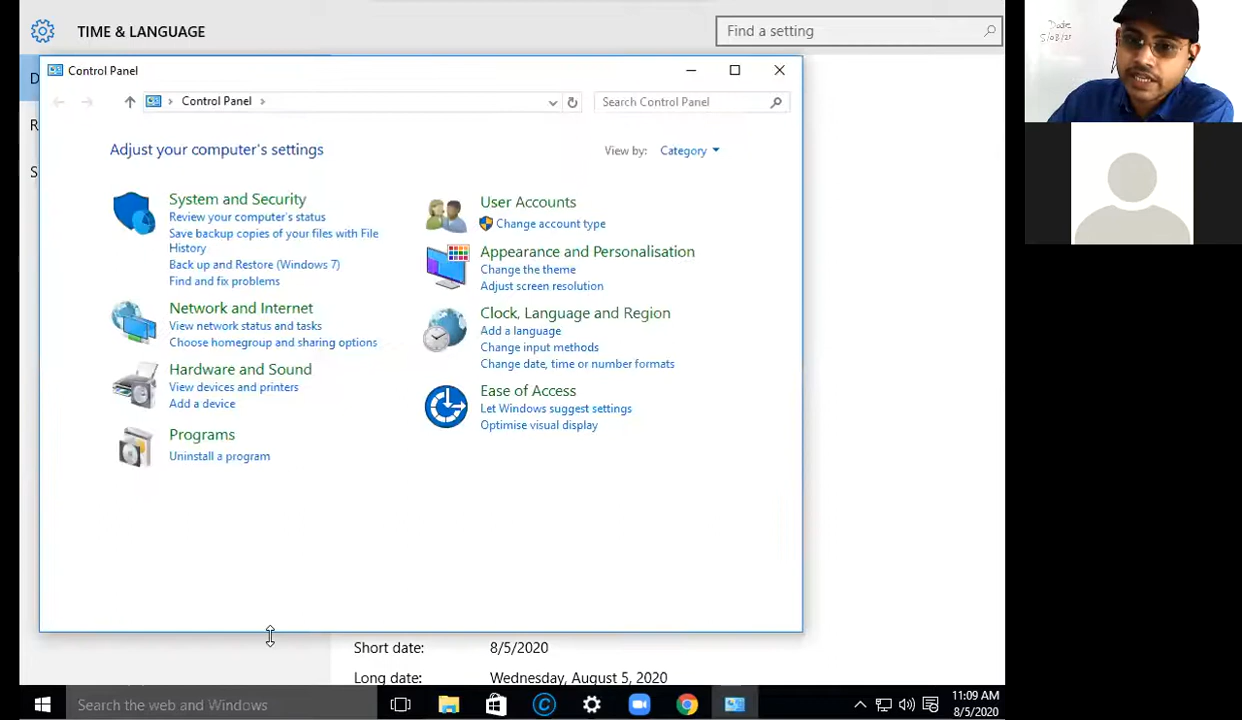 TIME & LANGUAGE
Find a setting
Control Panel
Control Panel
Search Control Panel
Adjust your computer's settings
View by: Category
System and Security
Review your computer's status
Save backup copies of your files with File
History
Back up and Restore (Windows 7)
Find and fix problems
Network and Internet
View network status and tasks
Choose homegroup and sharing options
Hardware and Sound
View devices and printers
Add a device
Programs
Uninstall a program
User Accounts
Change account type
Appearance and Personalisation
Change the theme
Adjust screen resolution
Clock, Language and Region
Add a language
Change input methods
Change date, time or number formats
Ease of Access
Let Windows suggest settings
Optimise visual display
D
R
S
Short date: 8/5/2020
Long date: Wednesday, August 5, 2020
Search the web and Windows
11:09 AM
8/5/2020